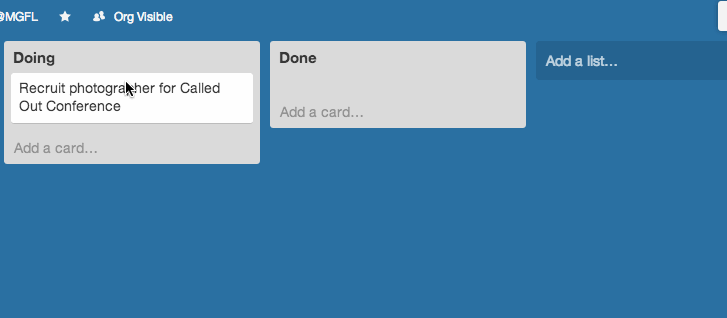 @MGFL ★ Org Visible
Doing
Recruit photographer for Called
Out Conference
Add a card...
Done
Add a card...
Add a list...